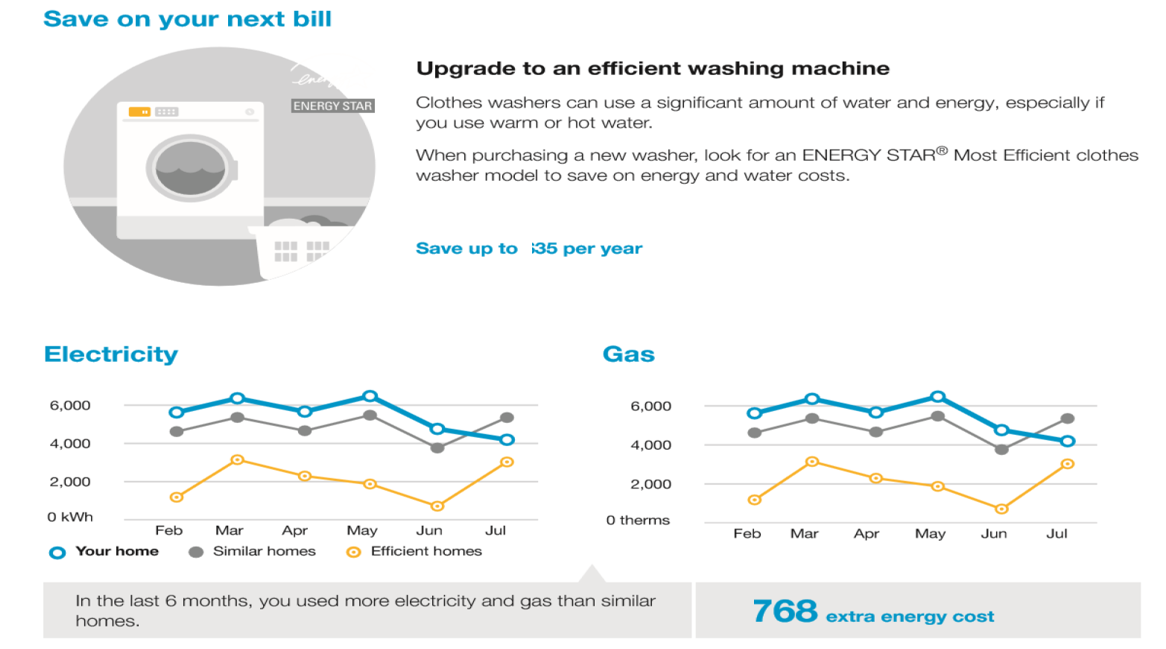 Save on your next bill
ENERGY STAR
Upgrade to an efficient washing machine
Clothes washers can use a significant amount of water and energy, especially if
you use warm or hot water.
When purchasing a new washer, look for an ENERGY STAR® Most Efficient clothes
washer model to save on energy and water costs.
Save up to $35 per year
Electricity
6,000
4,000
2,000
0 kWh
Feb Mar Apr May Jun Jul
Your home Similar homes Efficient homes
Gas
6,000
4,000
2,000
0 therms
Feb Mar Apr May Jun Jul
In the last 6 months, you used more electricity and gas than similar
homes.
768 extra energy cost